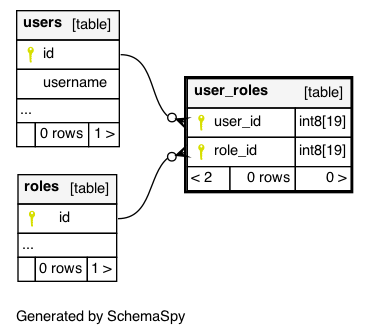 users [table]
id
username
...
0 rows 1 >
user_roles [table]
user_id int8[19]
role_id int8[19]
< 2 0 rows 0 >
roles [table]
id
...
0 rows 1 >
Generated by SchemaSpy